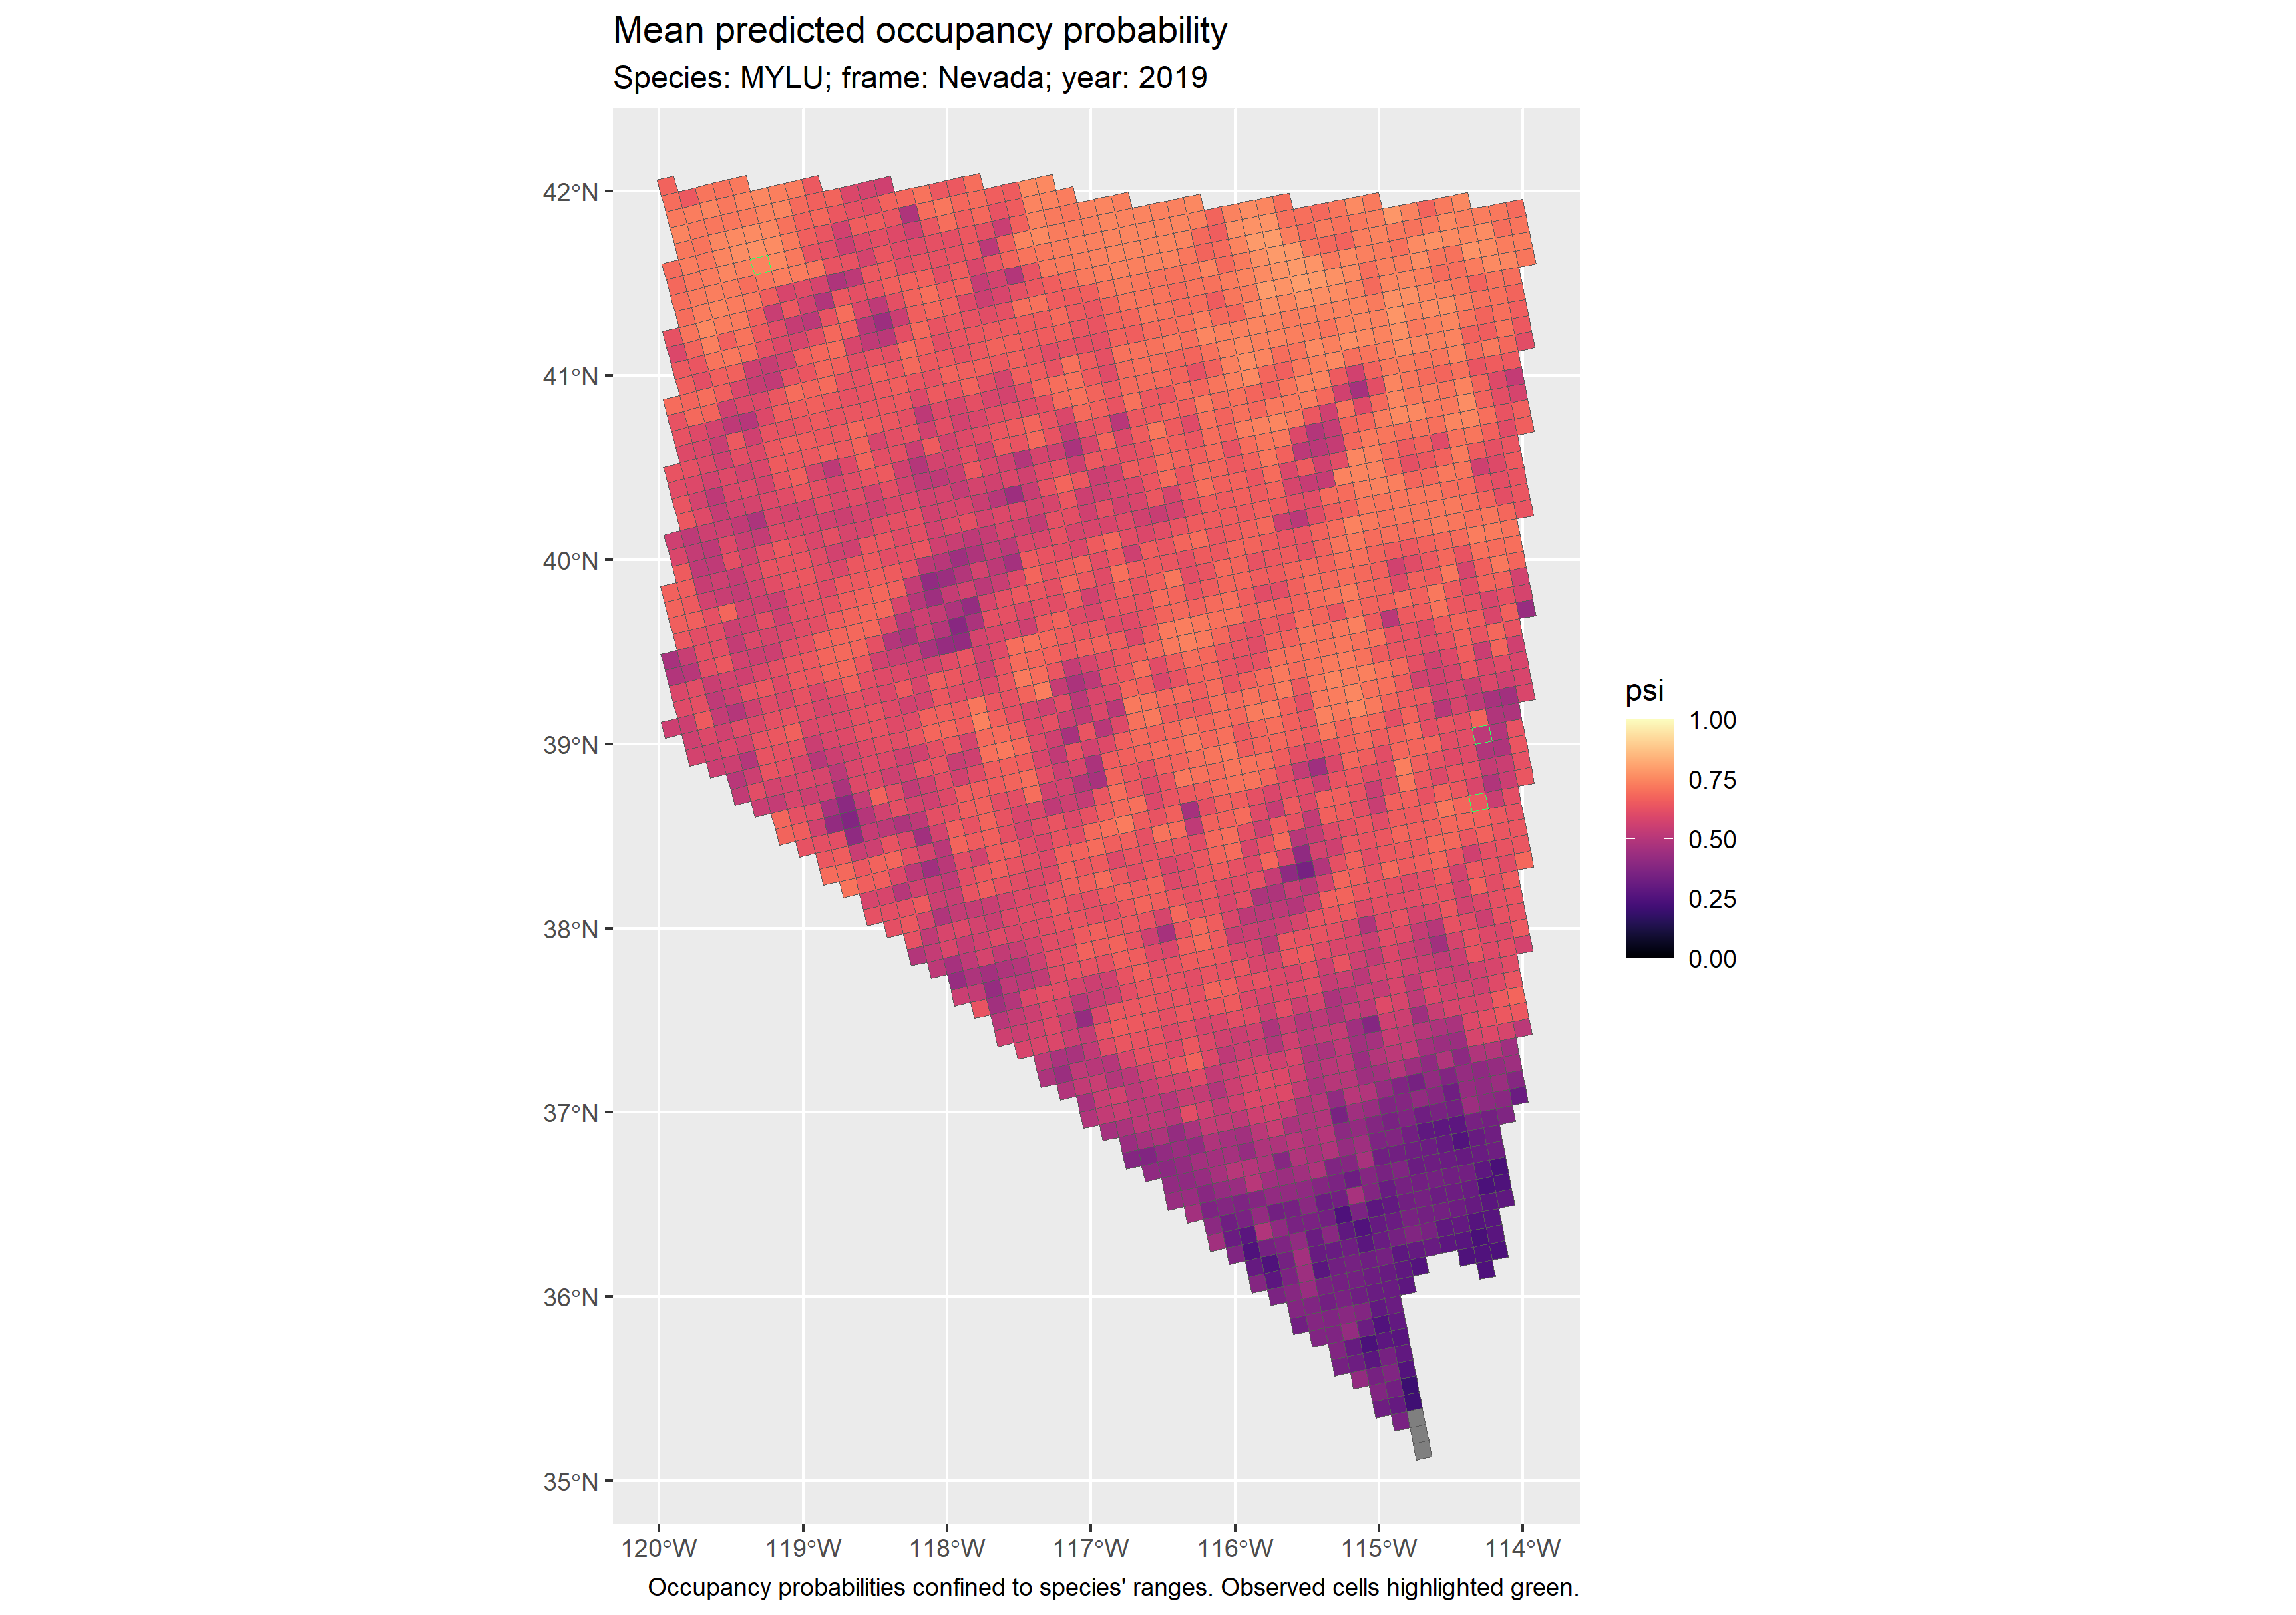 Mean predicted occupancy probability
Species: MYLU; frame: Nevada; year: 2019
42°N
41°N
40°N
39°N
38°N
37°N
36°N
35°N
120°W 119°W 118°W 117°W 116°W 115°W 114°W
psi
1.00
0.75
0.50
0.25
0.00
Occupancy probabilities confined to species' ranges. Observed cells highlighted green.